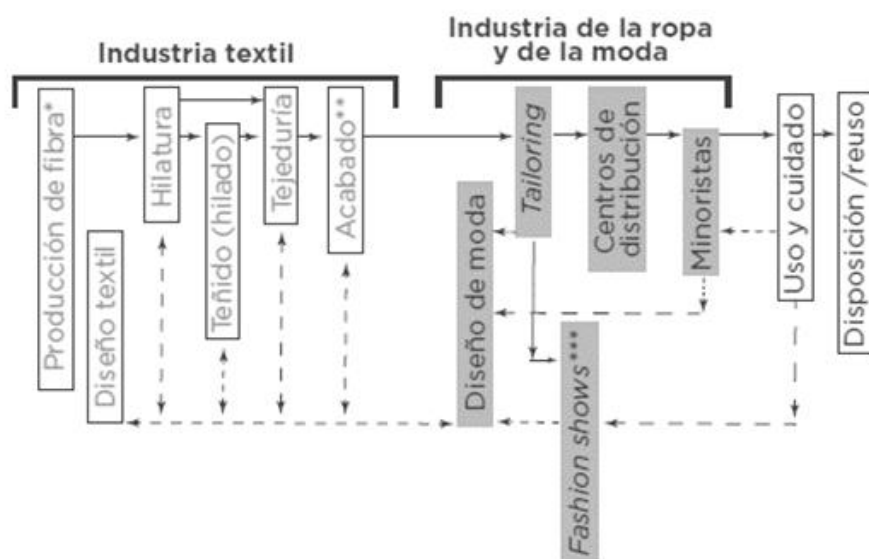 Industria textil
Industria de la ropa
y de la moda
Producción de fibra*
Diseño textil
Hilatura
Teñido (hilado)
Tejeduría
Acabado**
Diseño de moda
Tailoring
Fashion shows***
Centros de
distribución
Minoristas
Uso y cuidado
Disposición /reuso